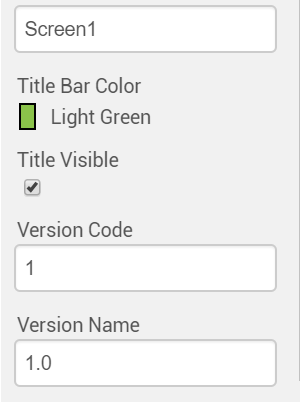 Screen1
Title Bar Color
Light Green
Title Visible
Version Code
1
Version Name
1.0